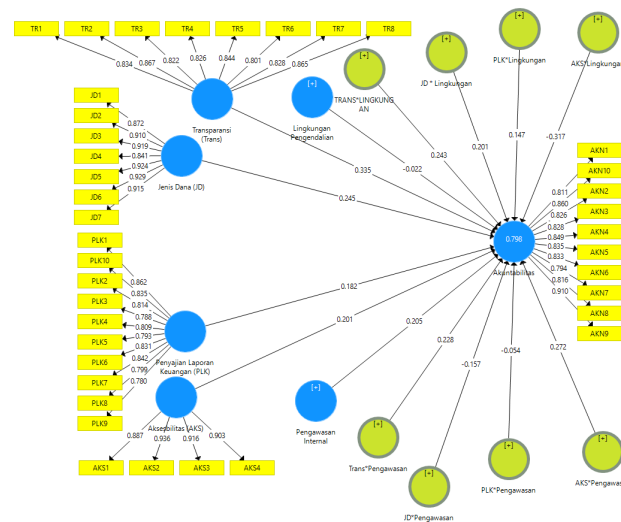 TR1 TR2 TR3 TR4 TR5 TR6 TR7 TR8
0.834 0.867 0.822 0.826 0.844 0.801 0.828 0.865
Transparansi
(Trans)
[+]
Lingkungan
Pengendalian
[+]
TRANS*LINGKUNG
AN
[+]
JD * Lingkungan
[+]
PLK*Lingkungan
[+]
AKS*Lingkungan
JD1
JD2
JD3
JD4
JD5
JD6
JD7
0.872
0.910
0.919
0.841
0.924
0.929
0.915
Jenis Dana (JD)
0.335
-0.022
0.243
0.201
0.147
-0.317
0.245
0.798
Akuntabilitas
AKN1
AKN10
AKN2
AKN3
AKN4
AKN5
AKN6
AKN7
AKN8
AKN9
0.811
0.860
0.826
0.828
0.849
0.835
0.833
0.794
0.816
0.910
PLK1
PLK10
PLK2
PLK3
PLK4
PLK5
PLK6
PLK7
PLK8
PLK9
0.862
0.835
0.814
0.788
0.809
0.793
0.831
0.842
0.799
0.780
Penyajian Laporan
Keuangan (PLK)
0.182
0.201
0.205
0.228
-0.157
-0.054
0.272
Aksesbilitas (AKS)
0.887 0.936 0.916 0.903
AKS1 AKS2 AKS3 AKS4
[+]
Pengawasan
Internal
[+]
Trans*Pengawasan
[+]
JD*Pengawasan
[+]
PLK*Pengawasan
[+]
AKS*Pengawas